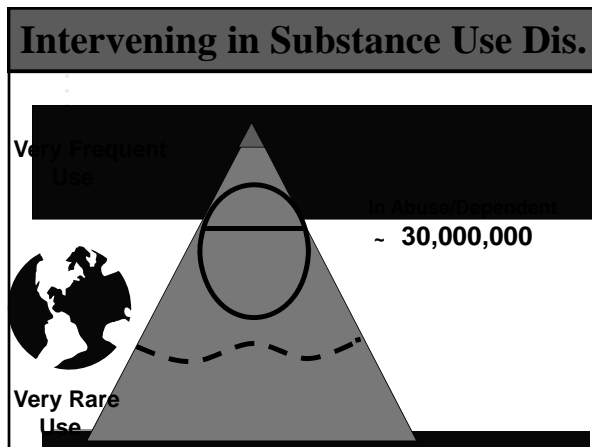 Intervening in Substance Use Dis.
Very Frequent
Use
In Abuse/Dependent
~ 30,000,000
Very Rare
Use